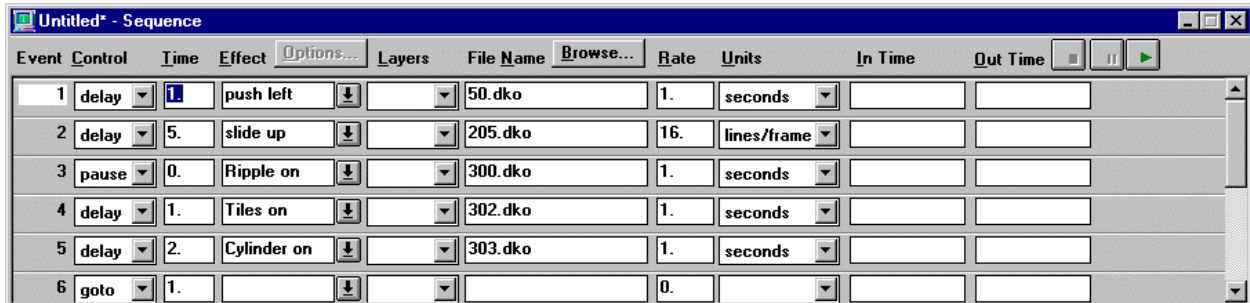 Untitled* - Sequence
Event Control Time Effect Options... Layers File Name Browse... Rate Units In Time Out Time
1 delay 1. push left 50.dko 1. seconds
2 delay 5. slide up 205.dko 16. lines/frame
3 pause 0. Ripple on 300.dko 1. seconds
4 delay 1. Tiles on 302.dko 1. seconds
5 delay 2. Cylinder on 303.dko 1. seconds
6 goto 1. 0.